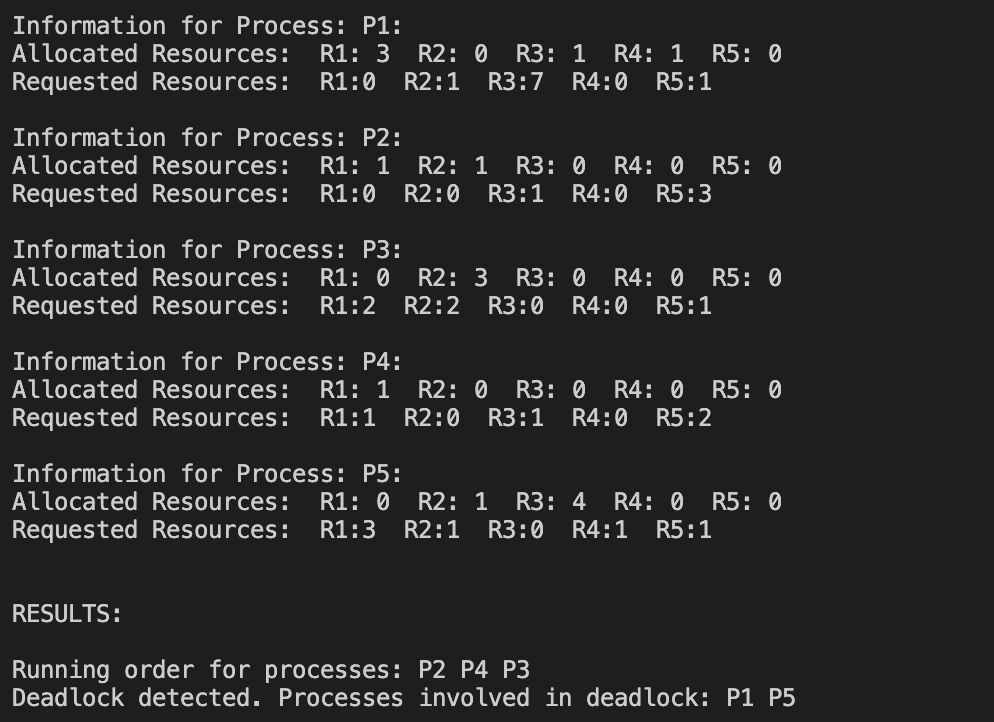 Information for Process: P1:
Allocated Resources:  R1: 3  R2: 0  R3: 1  R4: 1  R5: 0
Requested Resources:  R1:0  R2:1  R3:7  R4:0  R5:1
Information for Process: P2:
Allocated Resources:  R1: 1  R2: 1  R3: 0  R4: 0  R5: 0
Requested Resources:  R1:0  R2:0  R3:1  R4:0  R5:3
Information for Process: P3:
Allocated Resources:  R1: 0  R2: 3  R3: 0  R4: 0  R5: 0
Requested Resources:  R1:2  R2:2  R3:0  R4:0  R5:1
Information for Process: P4:
Allocated Resources:  R1: 1  R2: 0  R3: 0  R4: 0  R5: 0
Requested Resources:  R1:1  R2:0  R3:1  R4:0  R5:2
Information for Process: P5:
Allocated Resources:  R1: 0  R2: 1  R3: 4  R4: 0  R5: 0
Requested Resources:  R1:3  R2:1  R3:0  R4:1  R5:1
RESULTS:
Running order for processes: P2 P4 P3
Deadlock detected. Processes involved in deadlock: P1 P5